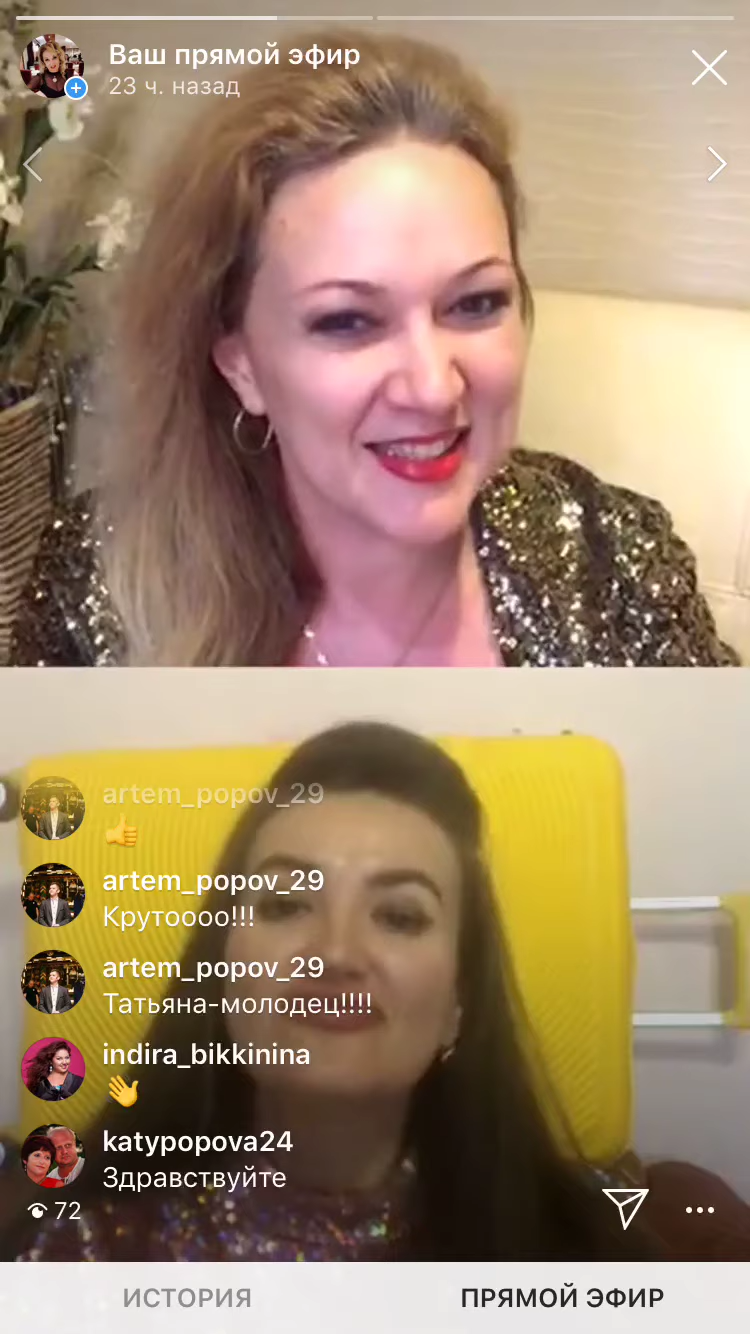 Ваш прямой эфир
23 ч. назад
artem_popov_29
👍
artem_popov_29
Крутоооо!!!
artem_popov_29
Татьяна-молодец!!!!
indira_bikkinina
👋
katypopova24
Здравствуйте
72
ИСТОРИЯ
ПРЯМОЙ ЭФИР